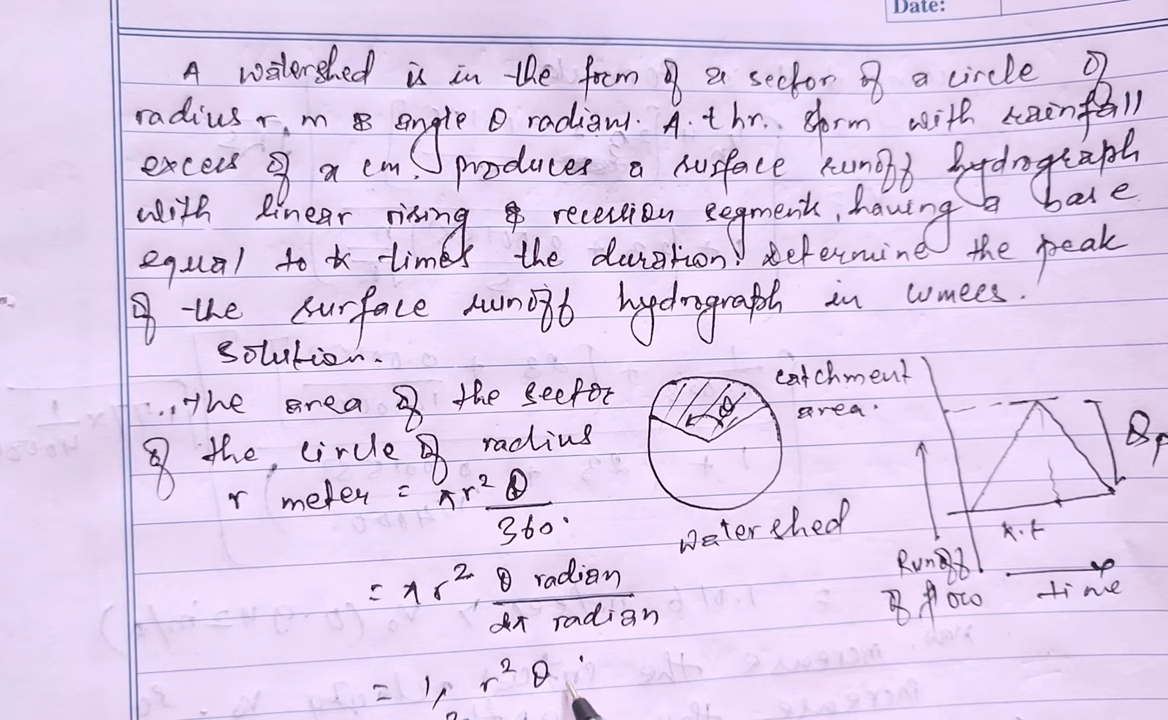 Date:
A watershed is in the form of a sector of a circle of
radius r, m & angle θ radians. A. t hr. storm with rainfall
excess of x cm. produces a surface runoff hydrograph
with linear rising & recession segments, having a base
equal to k times the duration. Determine the peak
of the surface runoff hydrograph in cumecs.
Solution.
The area of the sector
of the circle of radius
r meter = πr² θ
360°
= πr² θ radian
2π radian
= 1/2 r² θ
catchment
area.
θ
watershed
Qp
k.t
Runoff
of
time